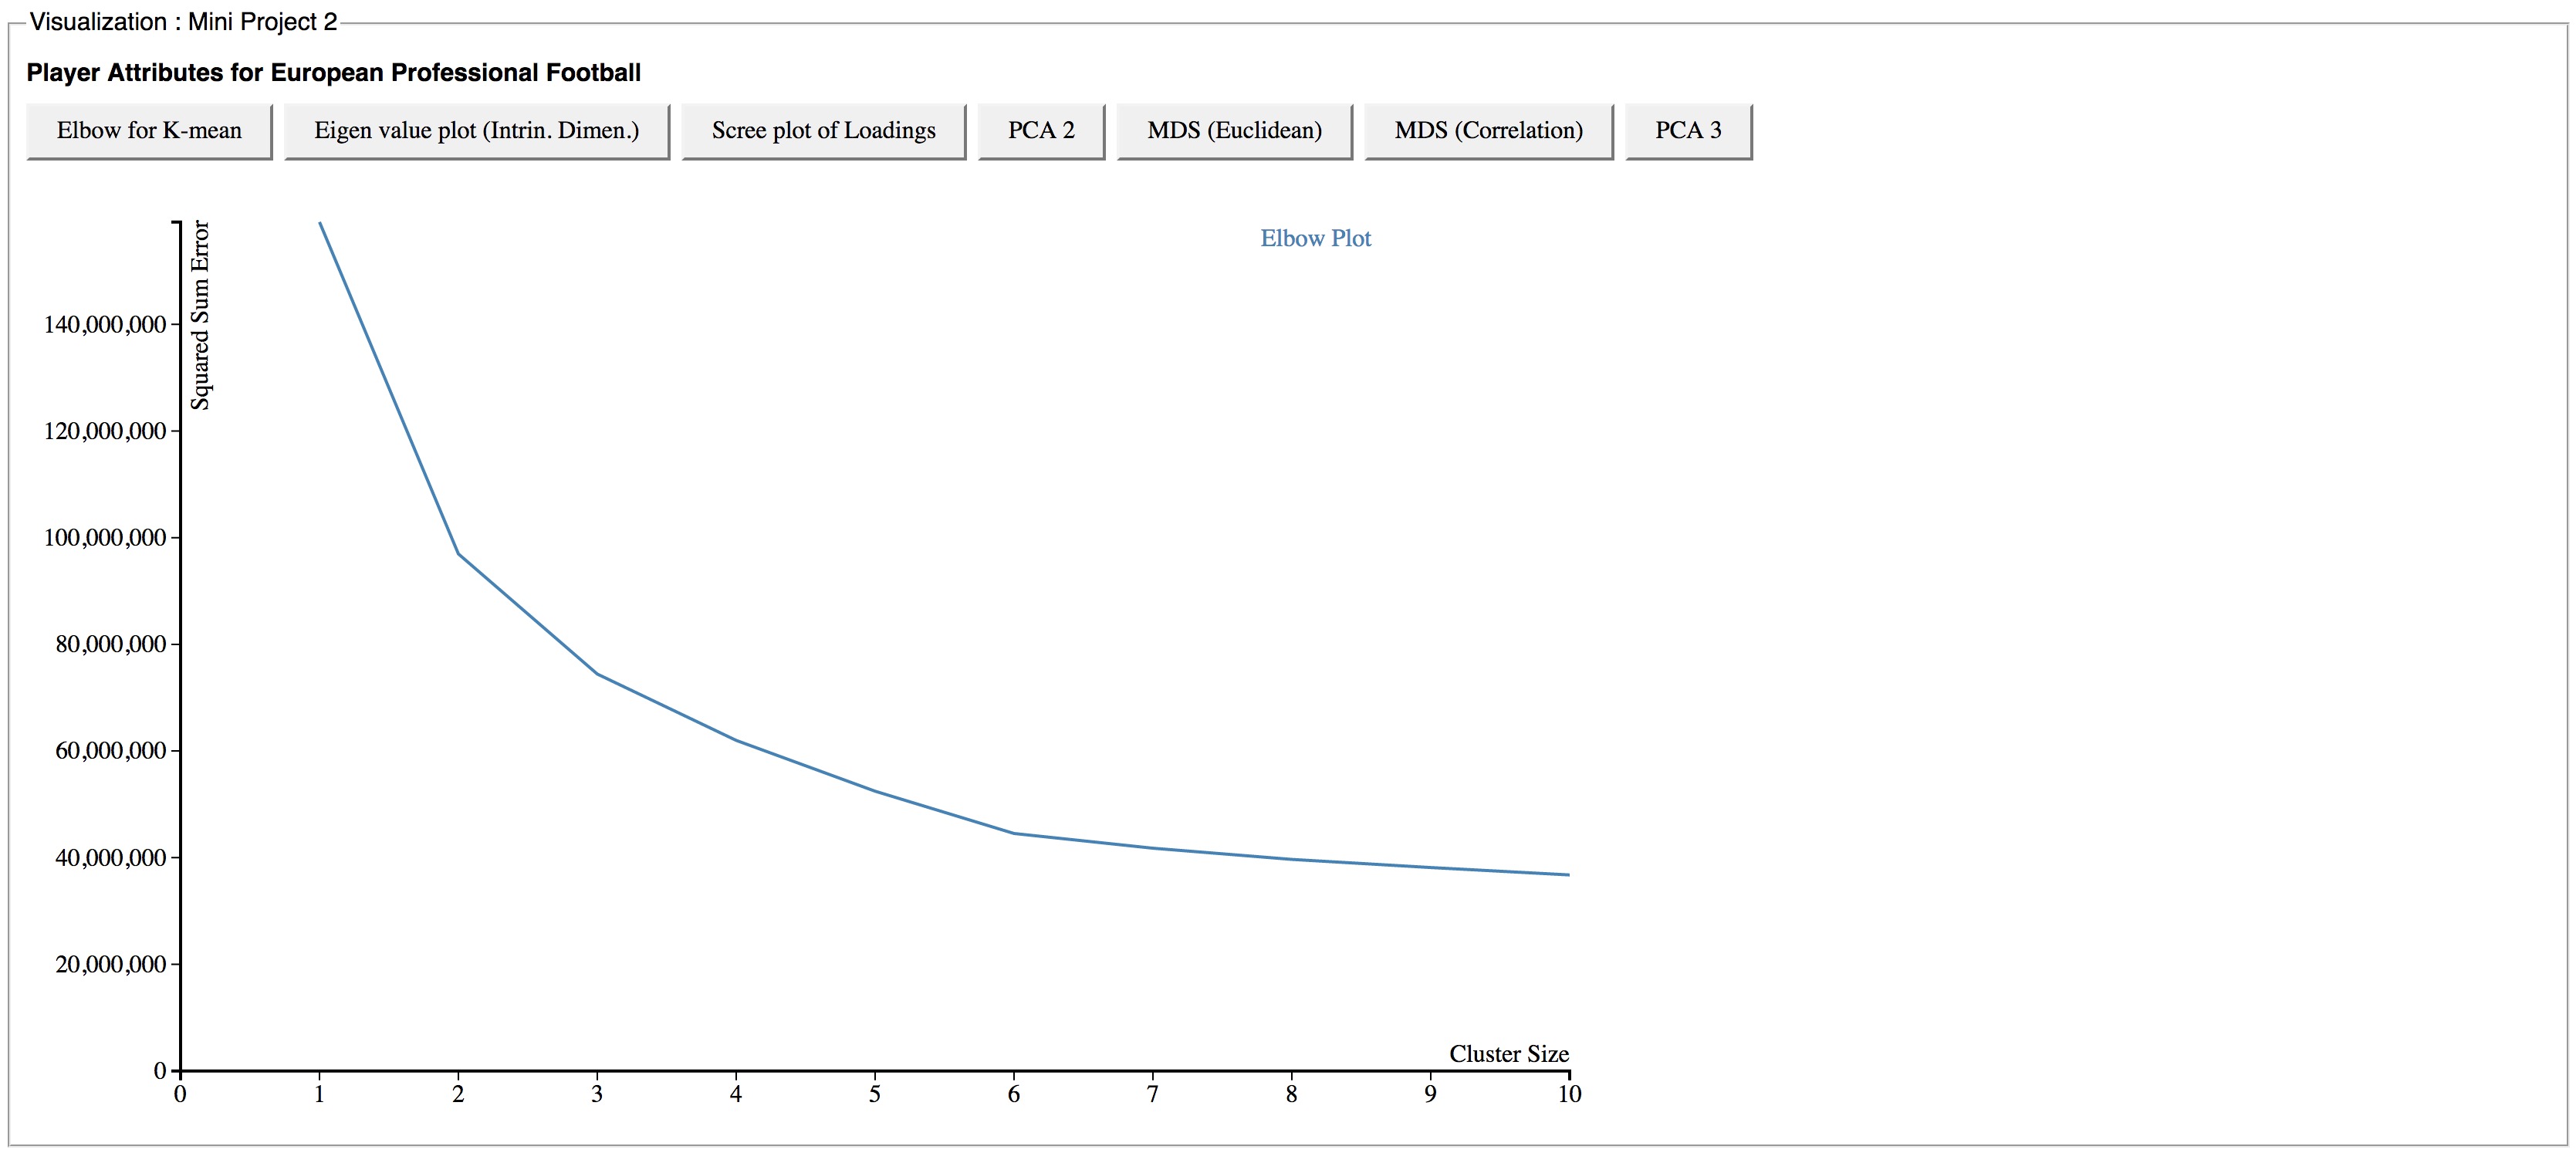 Visualization : Mini Project 2
Player Attributes for European Professional Football
Elbow for K-mean Eigen value plot (Intrin. Dimen.) Scree plot of Loadings PCA 2 MDS (Euclidean) MDS (Correlation) PCA 3
Elbow Plot
Squared Sum Error
140,000,000
120,000,000
100,000,000
80,000,000
60,000,000
40,000,000
20,000,000
0
Cluster Size
0 1 2 3 4 5 6 7 8 9 10